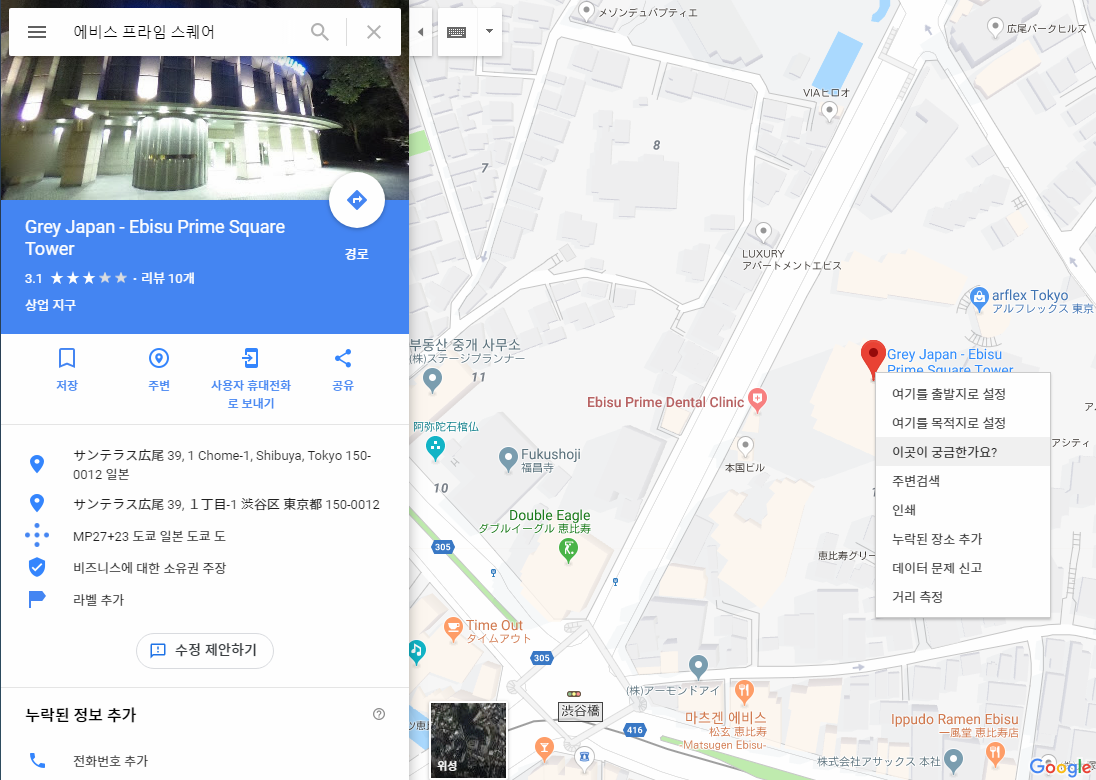 에비스 프라임 스퀘어
Grey Japan - Ebisu Prime Square
Tower
3.1
· 리뷰 10개
상업 지구
경로
저장
주변
사용자 휴대전화
로 보내기
공유
サンテラス広尾 39, 1 Chome-1, Shibuya, Tokyo 150-
0012 일본
サンテラス広尾 39, １丁目-1 渋谷区 東京都 150-0012
MP27+23 도쿄 일본 도쿄 도
비즈니스에 대한 소유권 주장
라벨 추가
수정 제안하기
누락된 정보 추가
전화번호 추가
メゾンデュパブティエ
広尾パークヒルズ
VIAヒロオ
8
7
LUXURY
アパートメントエビス
arflex Tokyo
アルフレックス 東京
부동산 중개 사무소
(株)ステージプランナー
11
Grey Japan - Ebisu
Prime Square Tower
Ebisu Prime Dental Clinic
阿弥陀石棺仏
Fukushoji
福昌寺
本国ビル
10
Double Eagle
ダブルイーグル 恵比寿
305
恵比寿グリー
여기를 출발지로 설정
여기를 목적지로 설정
이곳이 궁금한가요?
주변검색
인쇄
누락된 장소 추가
데이터 문제 신고
거리 측정
アシティ
Time Out
タイムアウト
305
(株)アーモンドアイ
渋谷橋
416
마츠겐 에비스
松玄 恵比寿
Matsugen Ebisu-
Ippudo Ramen Ebisu
一風堂 恵比寿店
株式会社アサックス 本社
위성
Google